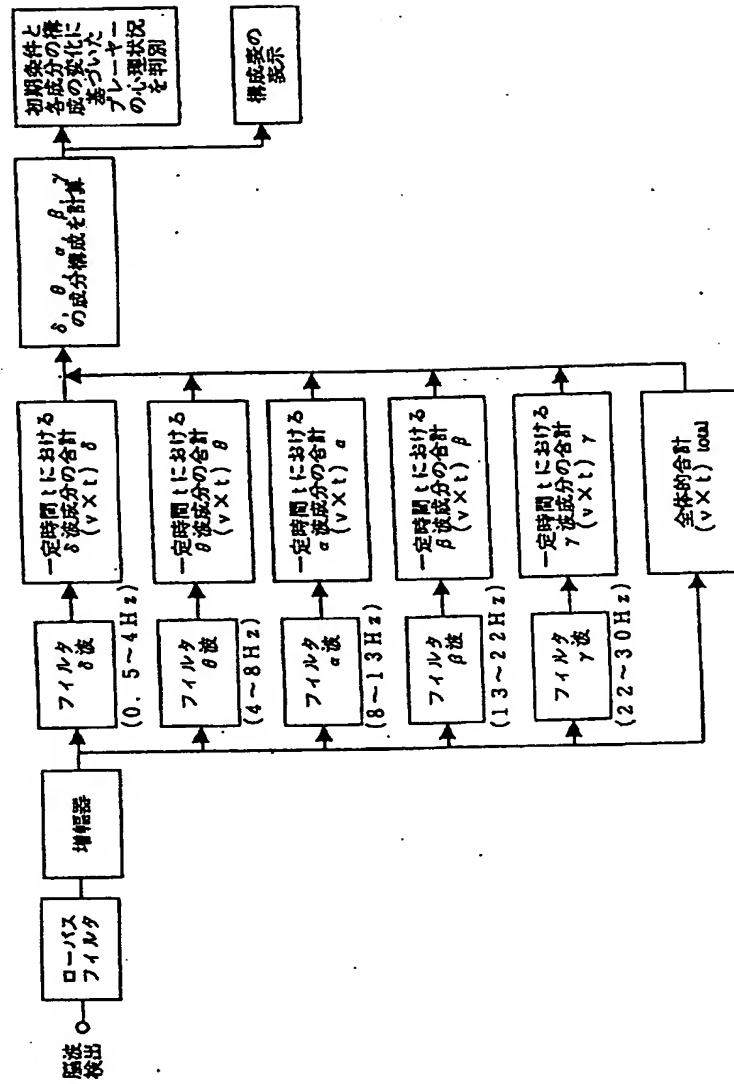 脳波
検出
ローパス
フィルタ
増幅器
フィルタ
δ波
(0.5~4Hz)
フィルタ
θ波
(4~8Hz)
フィルタ
α波
(8~13Hz)
フィルタ
β波
(13~22Hz)
フィルタ
γ波
(22~30Hz)
一定時間tにおける
δ波成分の合計
(v×t) δ
一定時間tにおける
θ波成分の合計
(v×t) θ
一定時間tにおける
α波成分の合計
(v×t) α
一定時間tにおける
β波成分の合計
(v×t) β
一定時間tにおける
γ波成分の合計
(v×t) γ
全体的合計
(v×t) total
δ, θ, α, β, γ
の成分構成を計算
初期条件と
各成分の構
成の変化に
基づいた
プレーヤー
の心理状況
を判別
構成表の
表示